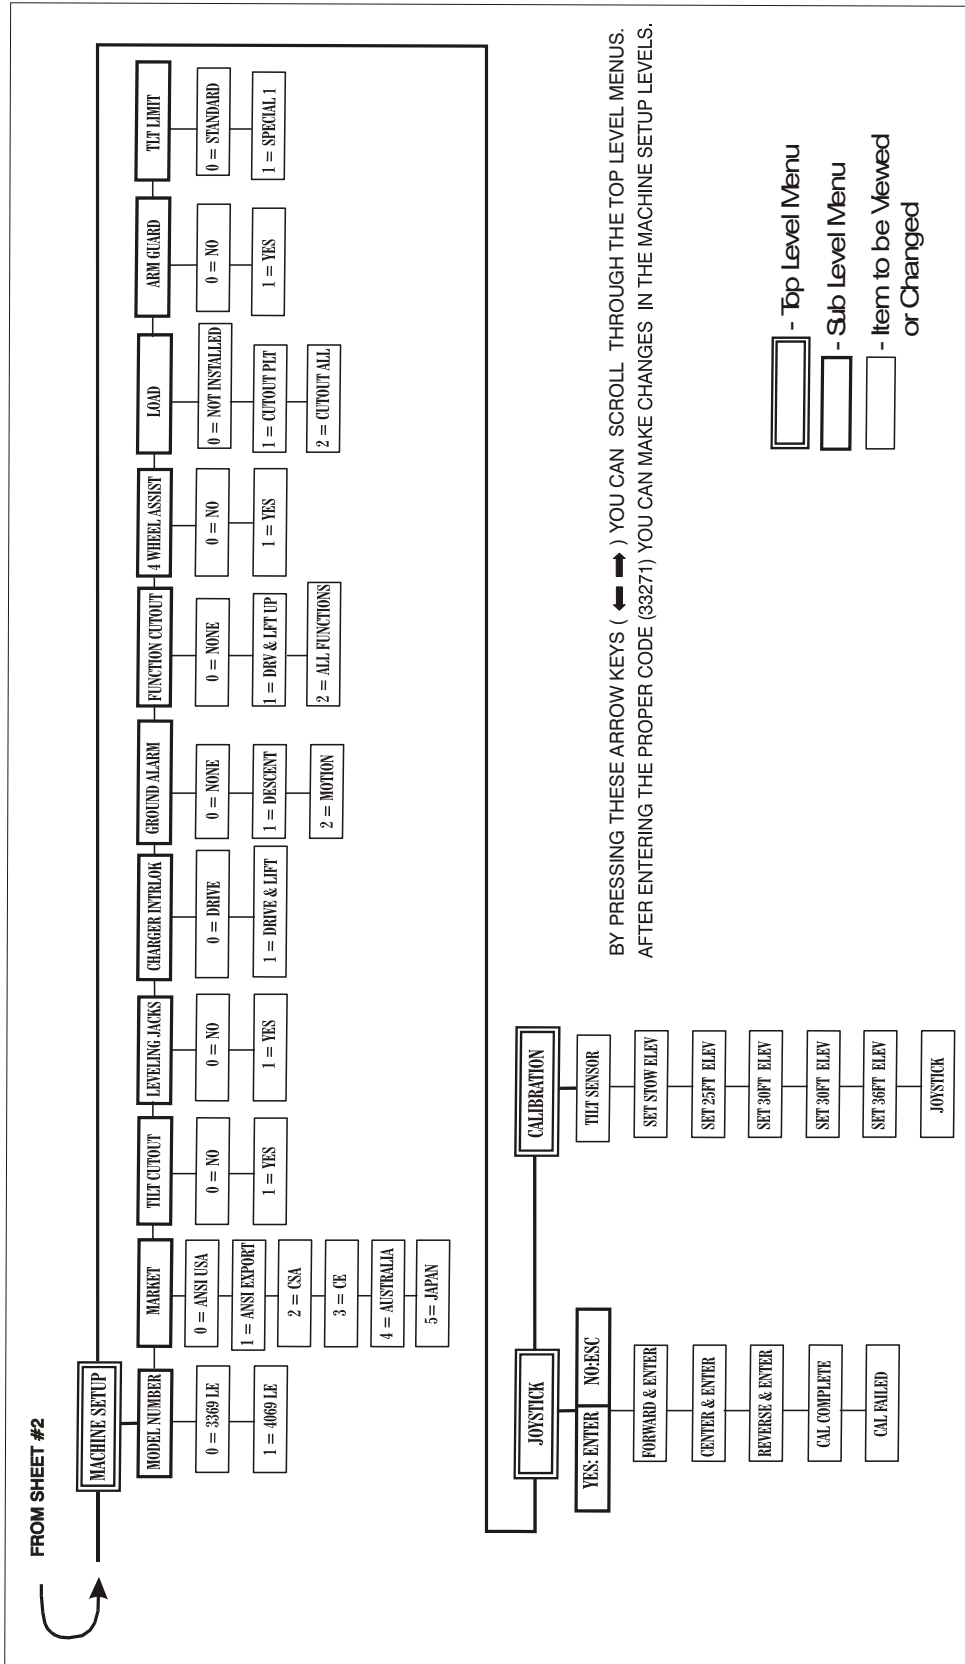 FROM SHEET #2
MACHINE SETUP
MODEL NUMBER
0 = 3369 LE
1 = 4069 LE
MARKET
0 = ANSI USA
1 = ANSI EXPORT
2 = CSA
3 = CE
4 = AUSTRALIA
5 = JAPAN
TILT CUTOUT
0 = NO
1 = YES
LEVELING JACKS
0 = NO
1 = YES
CHARGER INTRLOK
0 = DRIVE
1 = DRIVE & LIFT
GROUND ALARM
0 = NONE
1 = DESCENT
2 = MOTION
FUNCTION CUTOUT
0 = NONE
1 = DRV & LFT UP
2 = ALL FUNCTIONS
4 WHEEL ASSIST
0 = NO
1 = YES
LOAD
0 = NOT INSTALLED
1 = CUTOUT PLT
2 = CUTOUT ALL
ARM GUARD
0 = NO
1 = YES
TLT LIMIT
0 = STANDARD
1 = SPECIAL 1
JOYSTICK
YES: ENTER NO:ESC
FORWARD & ENTER
CENTER & ENTER
REVERSE & ENTER
CAL COMPLETE
CAL FAILED
CALIBRATION
TILT SENSOR
SET STOW ELEV
SET 25FT ELEV
SET 30FT ELEV
SET 30FT ELEV
SET 36FT ELEV
JOYSTICK
BY PRESSING THESE ARROW KEYS ( ← → ) YOU CAN SCROLL THROUGH THE TOP LEVEL MENUS.
AFTER ENTERING THE PROPER CODE (33271) YOU CAN MAKE CHANGES IN THE MACHINE SETUP LEVELS.
- Top Level Menu
- Sub Level Menu
- Item to be Viewed
or Changed